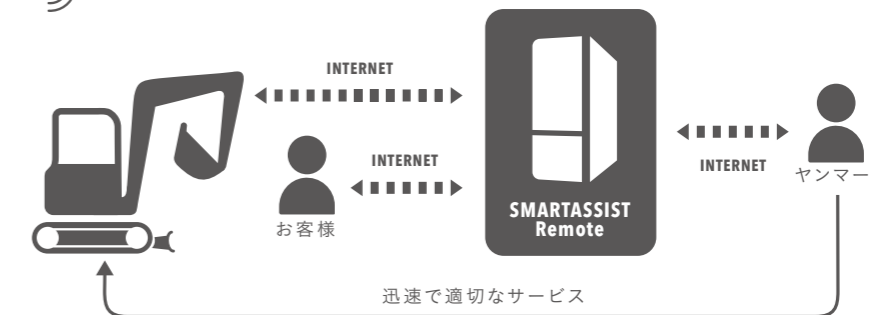 INTERNET
INTERNET
お客様
SMARTASSIST
Remote
INTERNET
ヤンマー
迅速で適切なサービス